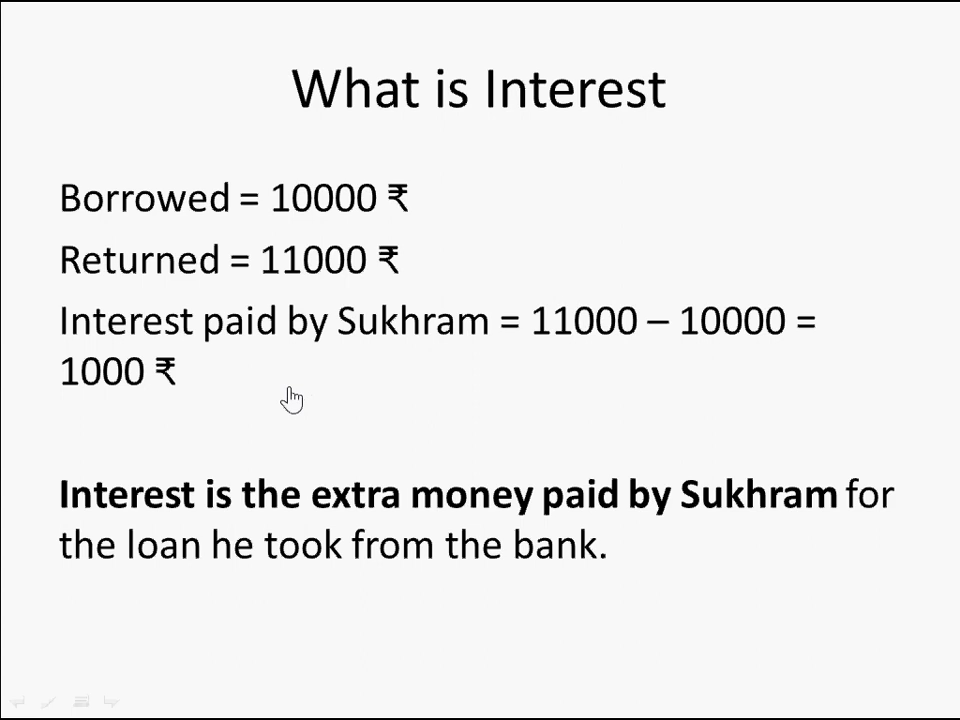 What is Interest
Borrowed = 10000 ₹
Returned = 11000 ₹
Interest paid by Sukhram = 11000 – 10000 =
1000 ₹
Interest is the extra money paid by Sukhram for
the loan he took from the bank.